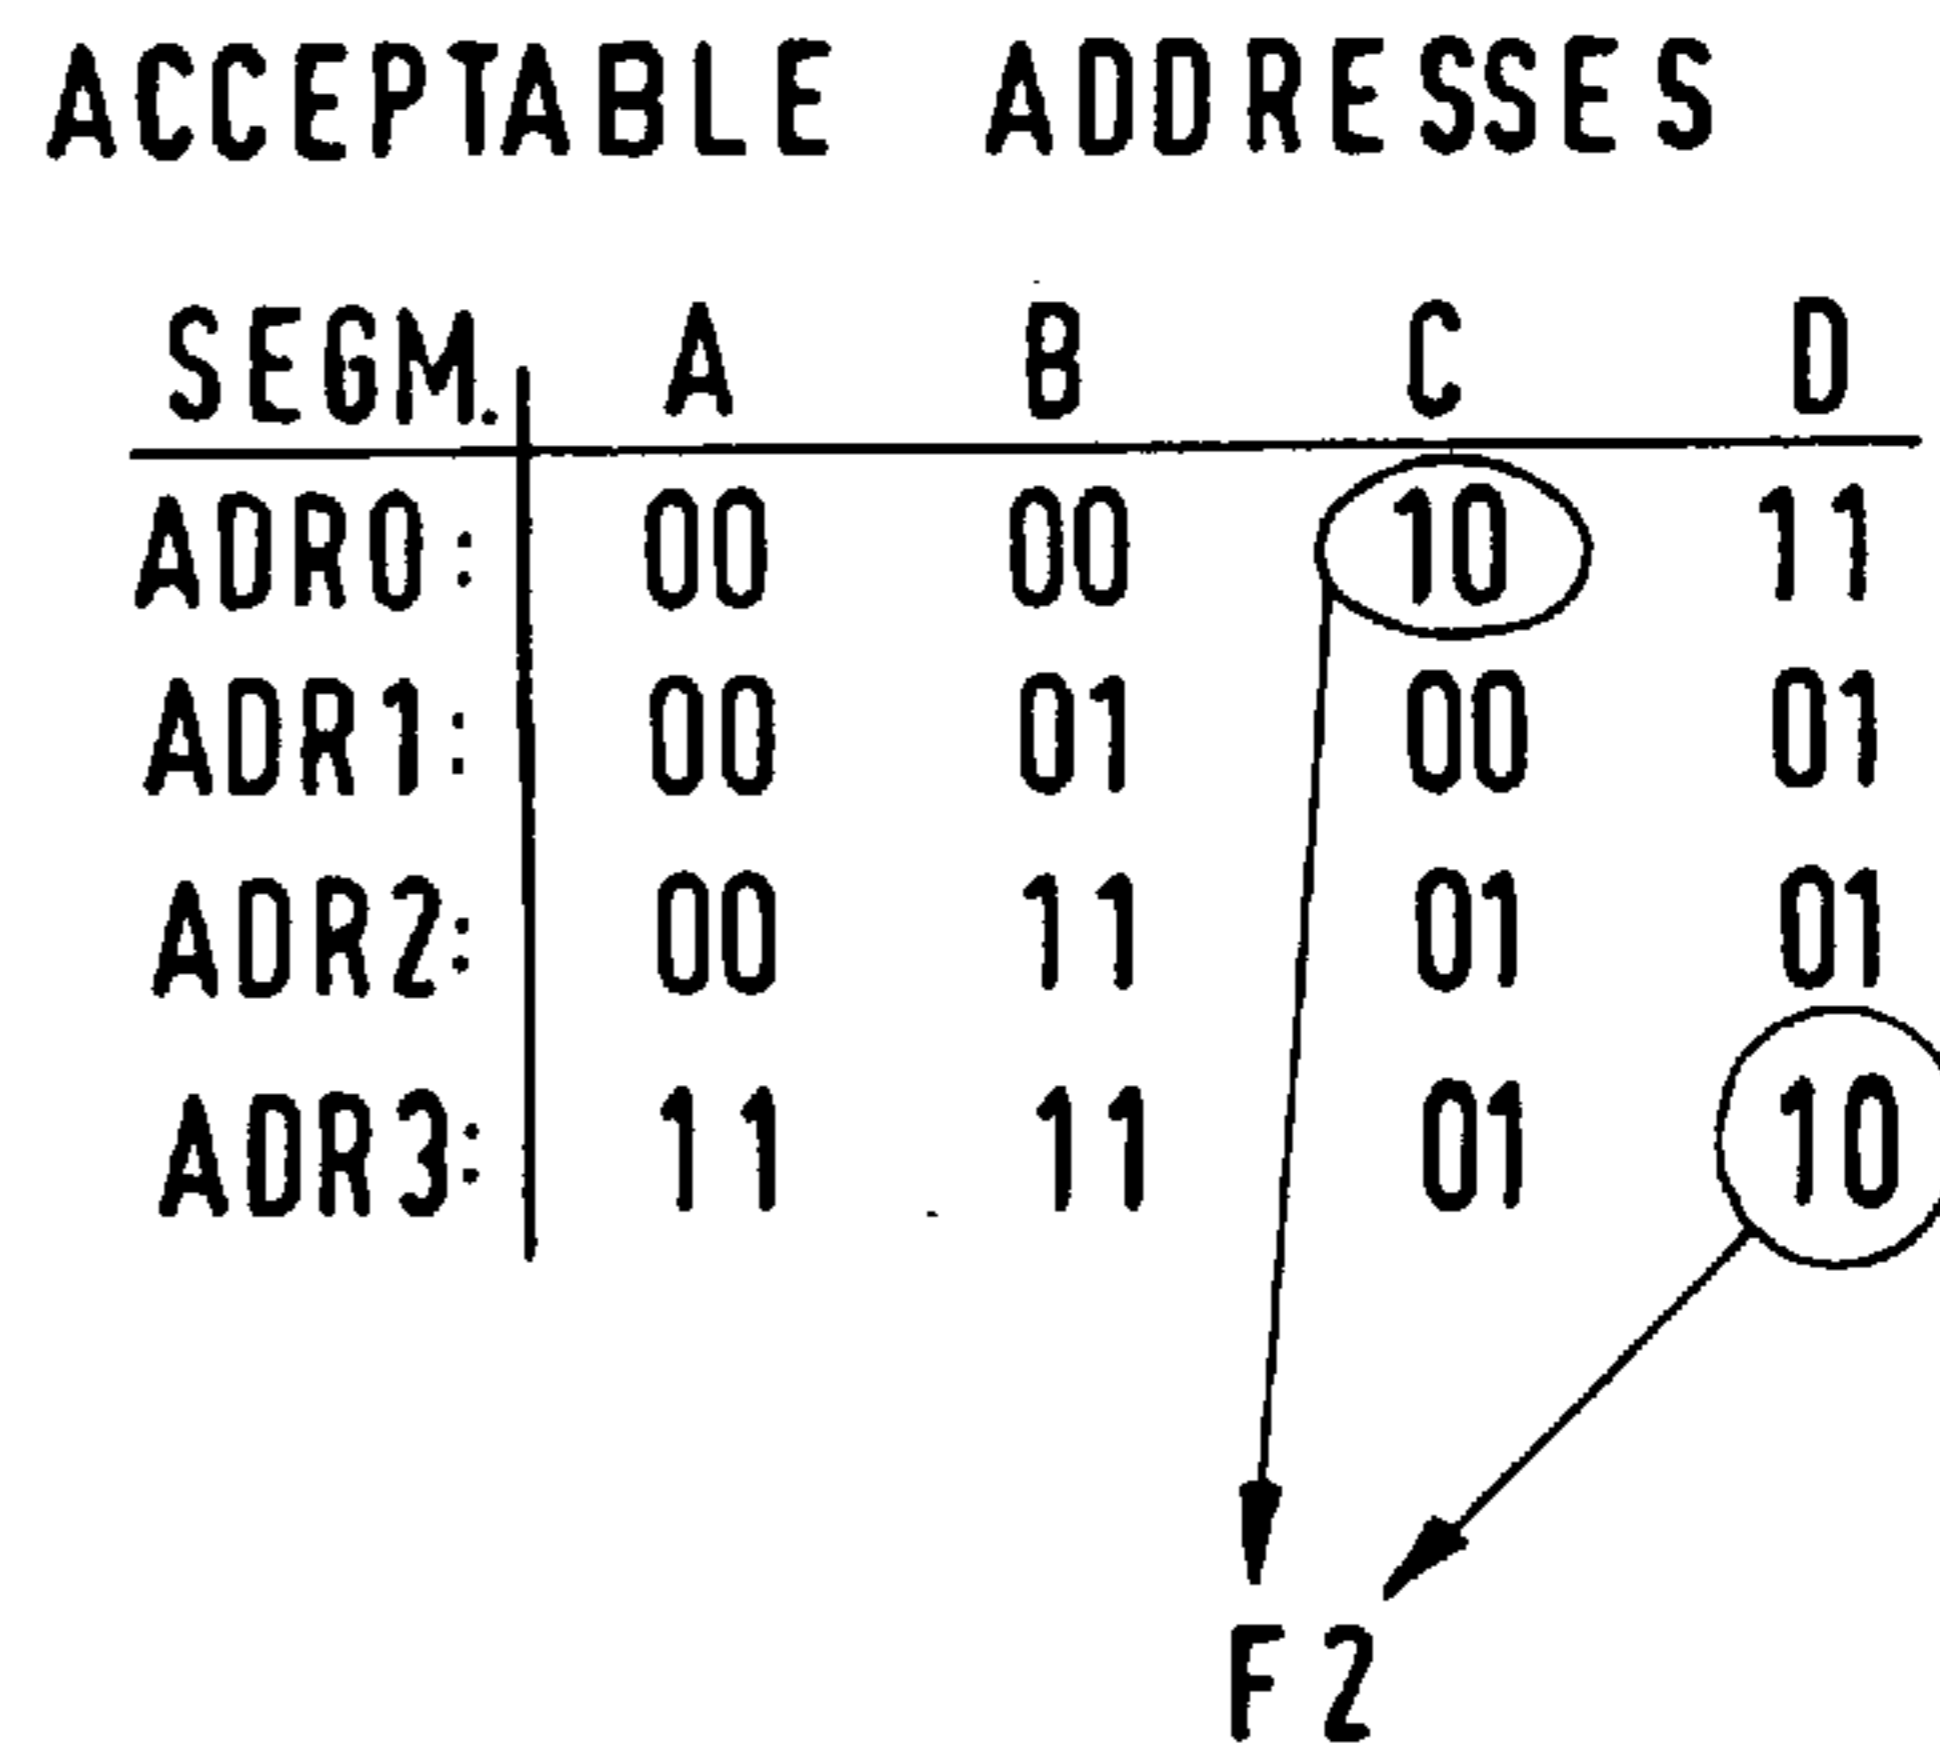 ACCEPTABLE ADDRESSES
SEGM. A B C D
ADR0: 00 00 10 11
ADR1: 00 01 00 01
ADR2: 00 11 01 01
ADR3: 11 11 01 10
F2